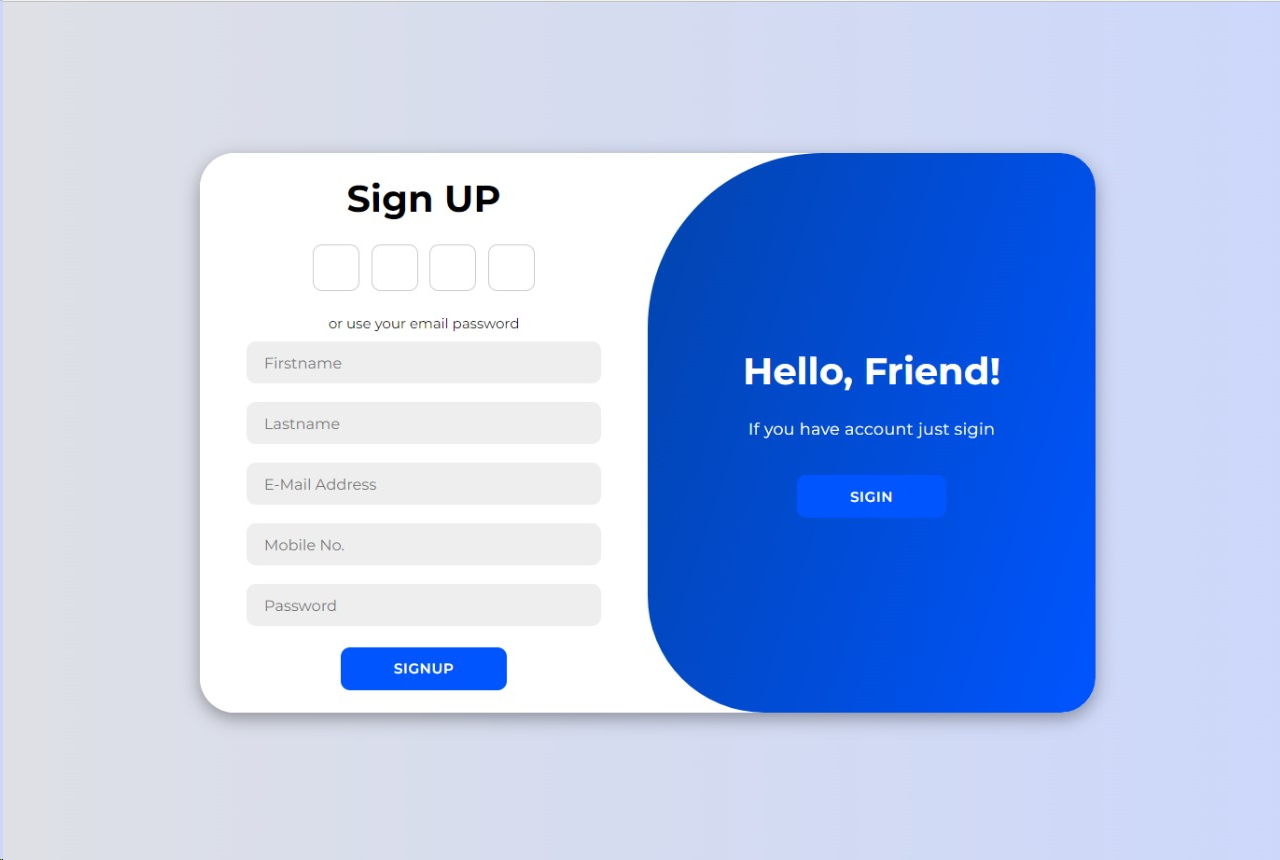 Sign UP
or use your email password
Firstname
Lastname
E-Mail Address
Mobile No.
Password
SIGNUP
Hello, Friend!
If you have account just sigin
SIGIN